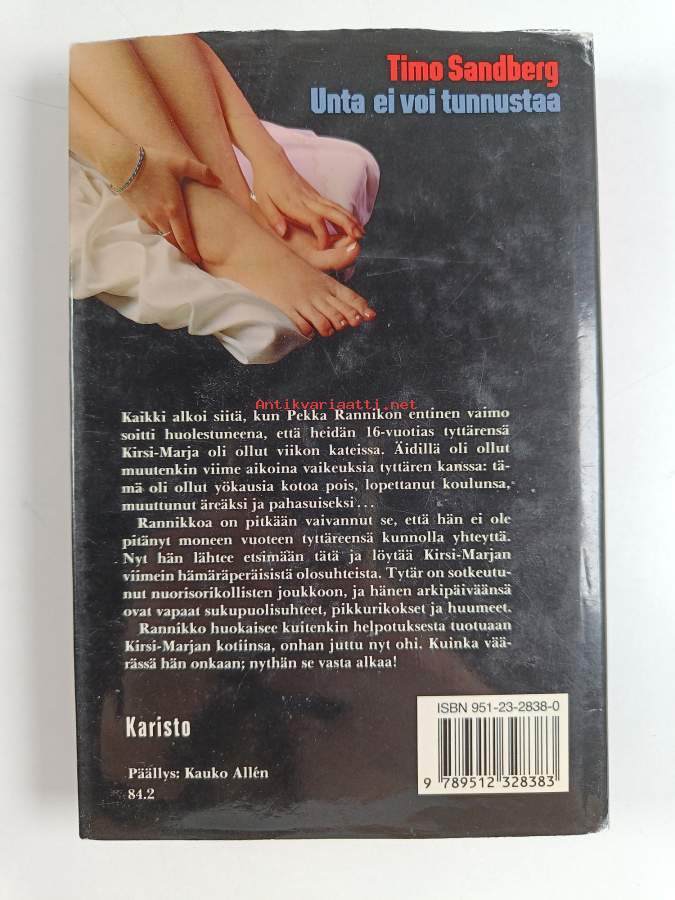 Timo Sandberg
Unta ei voi tunnustaa
Antikvariaatti.net
Kaikki alkoi siitä, kun Pekka Rannikon entinen vaimo
soitti huolestuneena, että heidän 16-vuotias tyttärensä
Kirsi-Marja oli ollut viikon kateissa. Äidillä oli ollut
muutenkin viime aikoina vaikeuksia tyttären kanssa: tä-
mä oli ollut yökausia kotoa pois, lopettanut koulunsa,
muuttunut äreäksi ja pahasuiseksi...
Rannikkoa on pitkään vaivannut se, että hän ei ole
pitänyt moneen vuoteen tyttäreensä kunnolla yhteyttä.
Nyt hän lähtee etsimään tätä ja löytää Kirsi-Marjan
viimein hämäräperäisistä olosuhteista. Tytär on sotkeutu-
nut nuorisorikollisten joukkoon, ja hänen arkipäiväänsä
ovat vapaat sukupuolisuhteet, pikkurikokset ja huumeet.
Rannikko huokaisee kuitenkin helpotuksesta tuotuaan
Kirsi-Marjan kotiinsa, onhan juttu nyt ohi. Kuinka vää-
rässä hän onkaan; nythän se vasta alkaa!
ISBN 951-23-2838-0
Karisto
Päällys: Kauko Allén
84.2
9 789512 328383